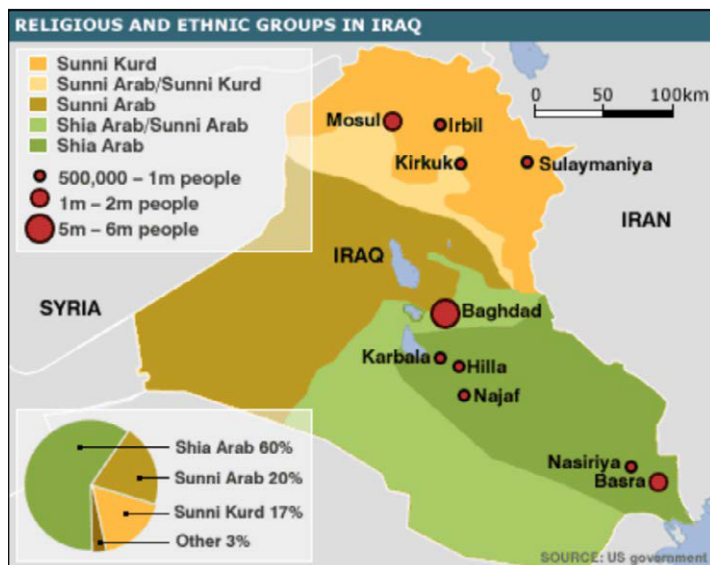 RELIGIOUS AND ETHNIC GROUPS IN IRAQ
Sunni Kurd
Sunni Arab/Sunni Kurd
Sunni Arab
Shia Arab/Sunni Arab
Shia Arab
500,000 – 1m people
1m – 2m people
5m – 6m people
0 50 100km
Mosul
Irbil
Kirkuk
Sulaymaniya
IRAN
IRAQ
SYRIA
Baghdad
Karbala
Hilla
Najaf
Nasiriya
Basra
Shia Arab 60%
Sunni Arab 20%
Sunni Kurd 17%
Other 3%
SOURCE: US government